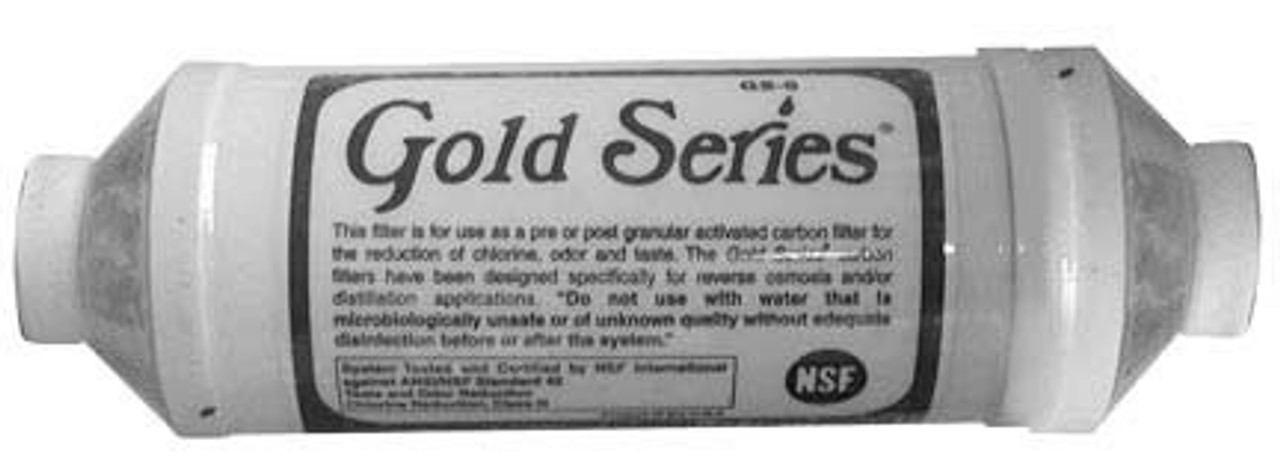 GS-6
Gold Series®
This filter is for use as a pre or post granular activated carbon filter for
the reduction of chlorine, odor and taste. The Gold Series® carbon
filters have been designed specifically for reverse osmosis and/or
distillation applications. "Do not use with water that is
microbiologically unsafe or of unknown quality without adequate
disinfection before or after the system."
System Tested and Certified by NSF International
against ANSI/NSF Standard 42
Taste and Odor Reduction
Chlorine Reduction, Class
NSF